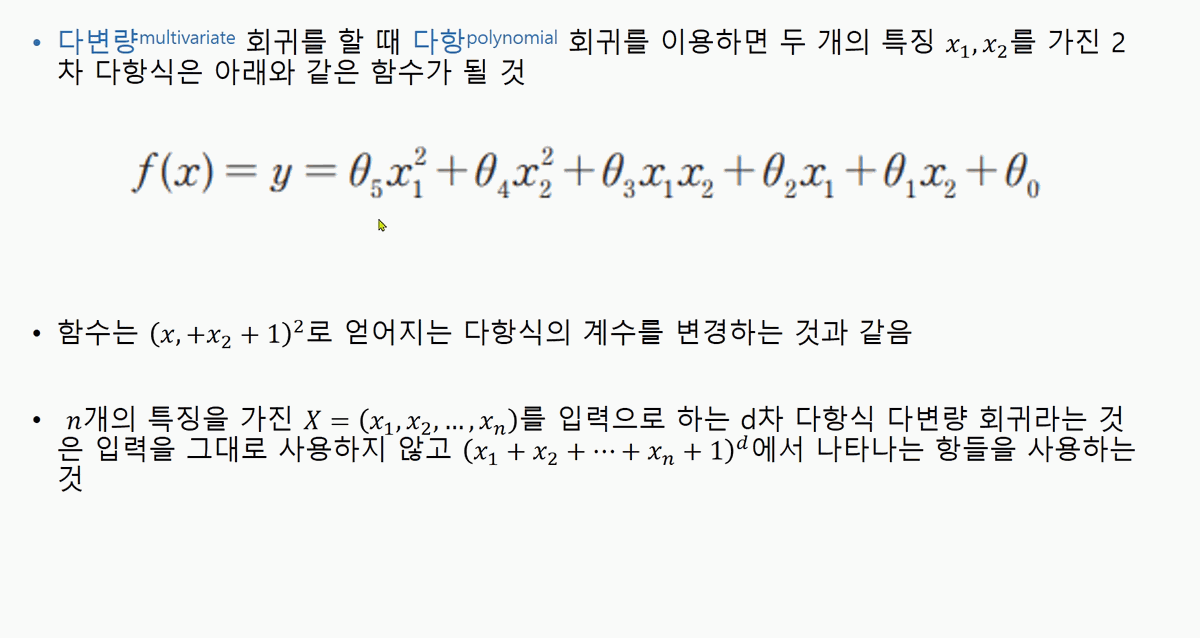 • 다변량multivariate 회귀를 할 때 다항polynomial 회귀를 이용하면 두 개의 특징 x₁, x₂를 가진 2
차 다항식은 아래와 같은 함수가 될 것
f(x) = y = θ₅x₁² + θ₄x₂² + θ₃x₁x₂ + θ₂x₁ + θ₁x₂ + θ₀
• 함수는 (x, +x₂ + 1)²로 얻어지는 다항식의 계수를 변경하는 것과 같음
• n개의 특징을 가진 X = (x₁, x₂, ... , xₙ)를 입력으로 하는 d차 다항식 다변량 회귀라는 것
은 입력을 그대로 사용하지 않고 (x₁ + x₂ + ⋯ + xₙ + 1)ᵈ에서 나타나는 항들을 사용하는
것